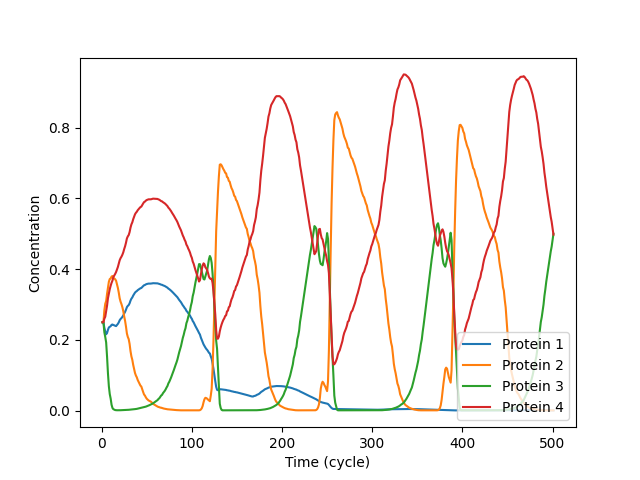 0.8
0.6
0.4
0.2
0.0
Concentration
0
100
200
300
400
500
Time (cycle)
Protein 1
Protein 2
Protein 3
Protein 4